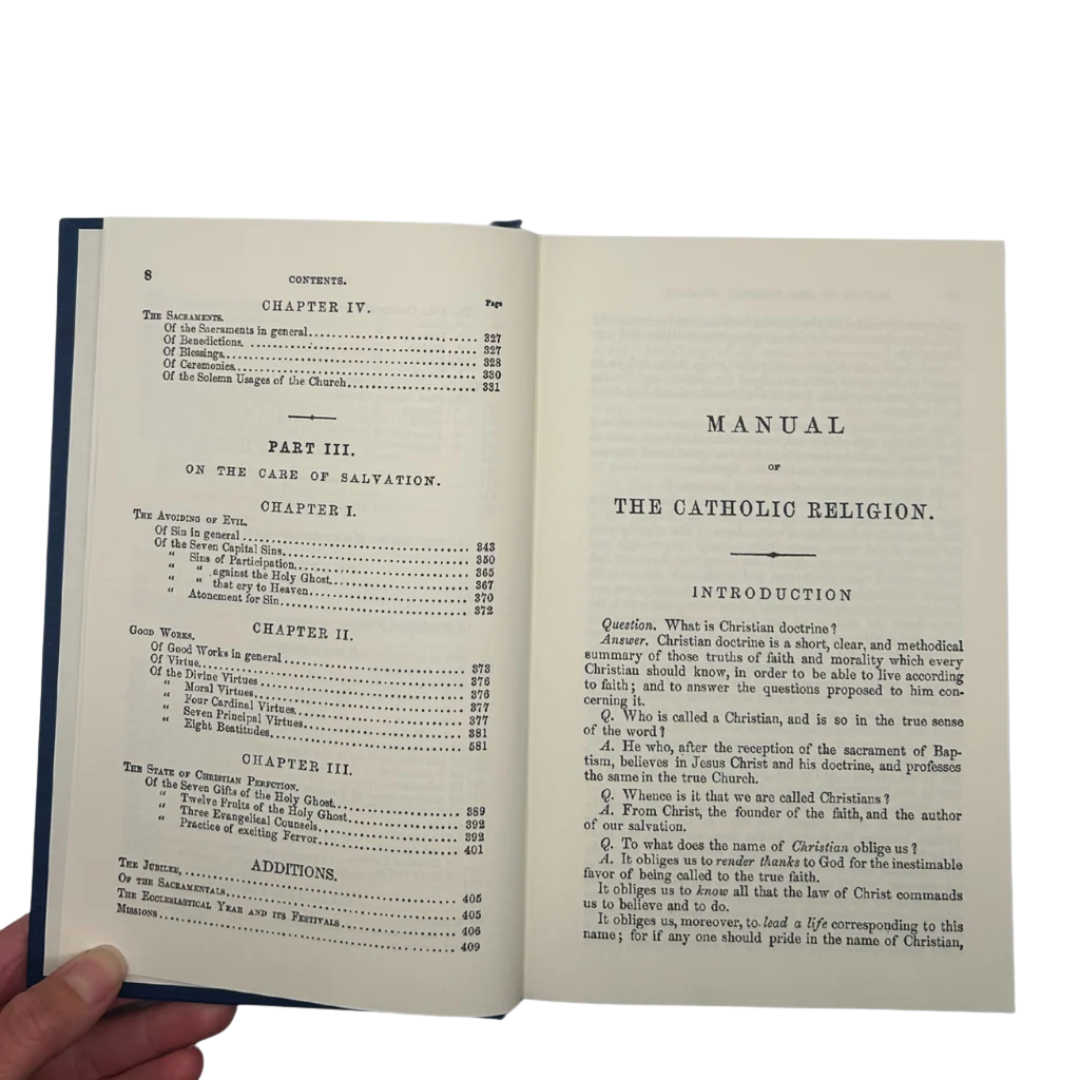 8
CONTENTS.
CHAPTER IV.
Page
THE SACRAMENTS.
Of the Sacraments in general 327
Of Benedictions. 327
Of Blessings. 328
Of Ceremonies. 330
Of the Solemn Usages of the Church 331
PART III.
ON THE CARE OF SALVATION.
CHAPTER I.
THE AVOIDING OF EVIL.
Of Sin in general 343
Of the Seven Capital Sins. 350
“ Sins of Participation. 365
“ “ against the Holy Ghost. 367
“ “ that cry to Heaven. 370
“ Atonement for Sin. 372
CHAPTER II.
GOOD WORKS.
Of Good Works in general 373
Of Virtue. 376
Of the Divine Virtues 376
“ Moral Virtues. 377
“ Four Cardinal Virtues. 377
“ Seven Principal Virtues. 381
“ Eight Beatitudes. 581
CHAPTER III.
THE STATE OF CHRISTIAN PERFCTION.
Of the Seven Gifts of the Holy Ghost. 389
“ Twelve Fruits of the Holy Ghost 392
“ Three Evangelical Counsels. 392
“ Practice of exciting Fervor. 401
ADDITIONS.
THE JUBILEE, 405
OF THE SACRAMENTALS. 405
THE ECCLESIASTICAL YEAR AND ITS FESTIVALS. 406
MISSIONS 409
MANUAL
OF
THE CATHOLIC RELIGION.
INTRODUCTION
Question. What is Christian doctrine?
Answer. Christian doctrine is a short, clear, and methodical
summary of those truths of faith and morality which every
Christian should know, in order to be able to live according
to faith; and to answer the questions proposed to him con-
cerning it.
Q. Who is called a Christian, and is so in the true sense
of the word?
A. He who, after the reception of the sacrament of Bap-
tism, believes in Jesus Christ and his doctrine, and professes
the same in the true Church.
Q. Whence is it that we are called Christians?
A. From Christ, the founder of the faith, and the author
of our salvation.
Q. To what does the name of Christian oblige us?
A. It obliges us to render thanks to God for the inestimable
favor of being called to the true faith.
It obliges us to know all that the law of Christ commands
us to believe and to do.
It obliges us, moreover, to lead a life corresponding to this
name; for if any one should pride in the name of Christian,